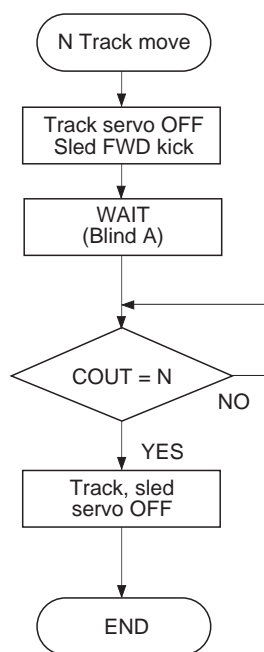 N Track move
Track servo OFF
Sled FWD kick
WAIT
(Blind A)
COUT = N
NO
YES
Track, sled
servo OFF
END